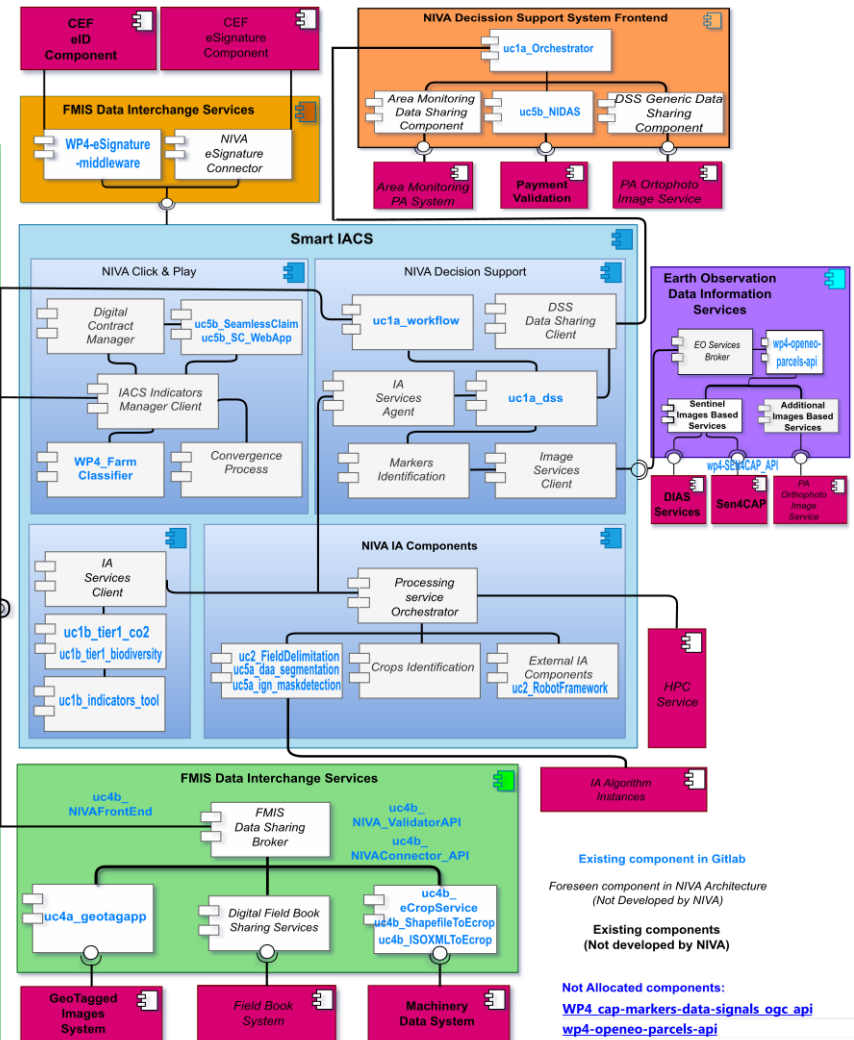 CEF
eID
Component
CEF
eSignature
Component
FMIS Data Interchange Services
WP4-eSignature
-middleware
NIVA
eSignature
Connector
NIVA Decission Support System Frontend
uc1a_Orchestrator
Area Monitoring
Data Sharing
Component
uc5b_NIDAS
DSS Generic Data
Sharing
Component
Area Monitoring
PA System
Payment
Validation
PA Ortophoto
Image Service
Smart IACS
NIVA Click & Play
Digital
Contract
Manager
uc5b_SeamlessClaim
uc5b_SC_WebApp
IACS Indicators
Manager Client
WP4_Farm
Classifier
Convergence
Process
NIVA Decision Support
uc1a_workflow
DSS
Data Sharing
Client
IA
Services
Agent
uc1a_dss
Markers
Identification
Image
Services
Client
Earth Observation
Data Information
Services
EO Services
Broker
wp4-openeo-
parcels-api
Sentinel
Images Based
Services
Additional
Images Based
Services
wp4-SEN4CAP_API
DIAS
Services
Sen4CAP
PA
Orthophoto
Image
Service
IA
Services
Client
uc1b_tier1_co2
uc1b_tier1_biodiversity
uc1b_indicators_tool
NIVA IA Components
Processing
service
Orchestrator
uc2_FieldDelimitation
uc5a_daa_segmentation
uc5a_ign_maskdetection
Crops Identification
External IA
Components
uc2_RobotFramework
HPC
Service
IA Algorithm
Instances
FMIS Data Interchange Services
uc4b_
NIVAFrontEnd
FMIS
Data Sharing
Broker
uc4b_
NIVA_ValidatorAPI
uc4b_
NIVAConnector_API
uc4a_geotagapp
Digital Field Book
Sharing Services
uc4b_
eCropService
uc4b_ShapefileToEcrop
uc4b_ISOXMLToEcrop
GeoTagged
Images
System
Field Book
System
Machinery
Data System
Existing component in Gitlab
Foreseen component in NIVA Architecture
(Not Developed by NIVA)
Existing components
(Not developed by NIVA)
Not Allocated components:
WP4_cap-markers-data-signals_ogc_api
wp4-openeo-parcels-api